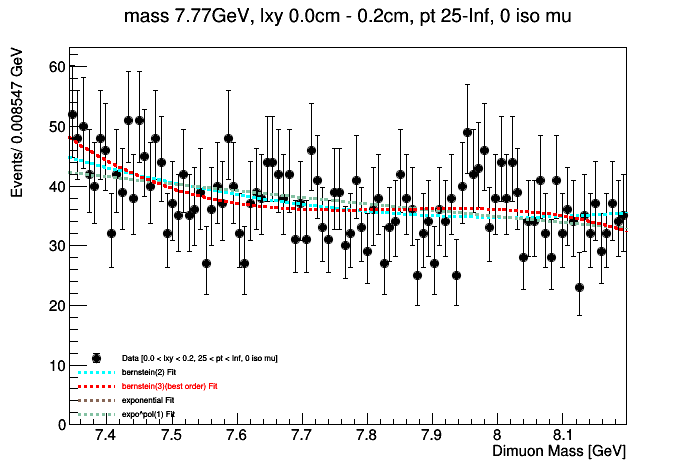 mass 7.77GeV, lxy 0.0cm - 0.2cm, pt 25-Inf, 0 iso mu
Events/ 0.008547 GeV
60
50
40
30
20
10
0
Data [0.0 < lxy < 0.2, 25 < pt < Inf, 0 iso mu]
bernstein(2) Fit
bernstein(3)(best order) Fit
exponential Fit
expo*pol(1) Fit
7.4 7.5 7.6 7.7 7.8 7.9 8 8.1
Dimuon Mass [GeV]